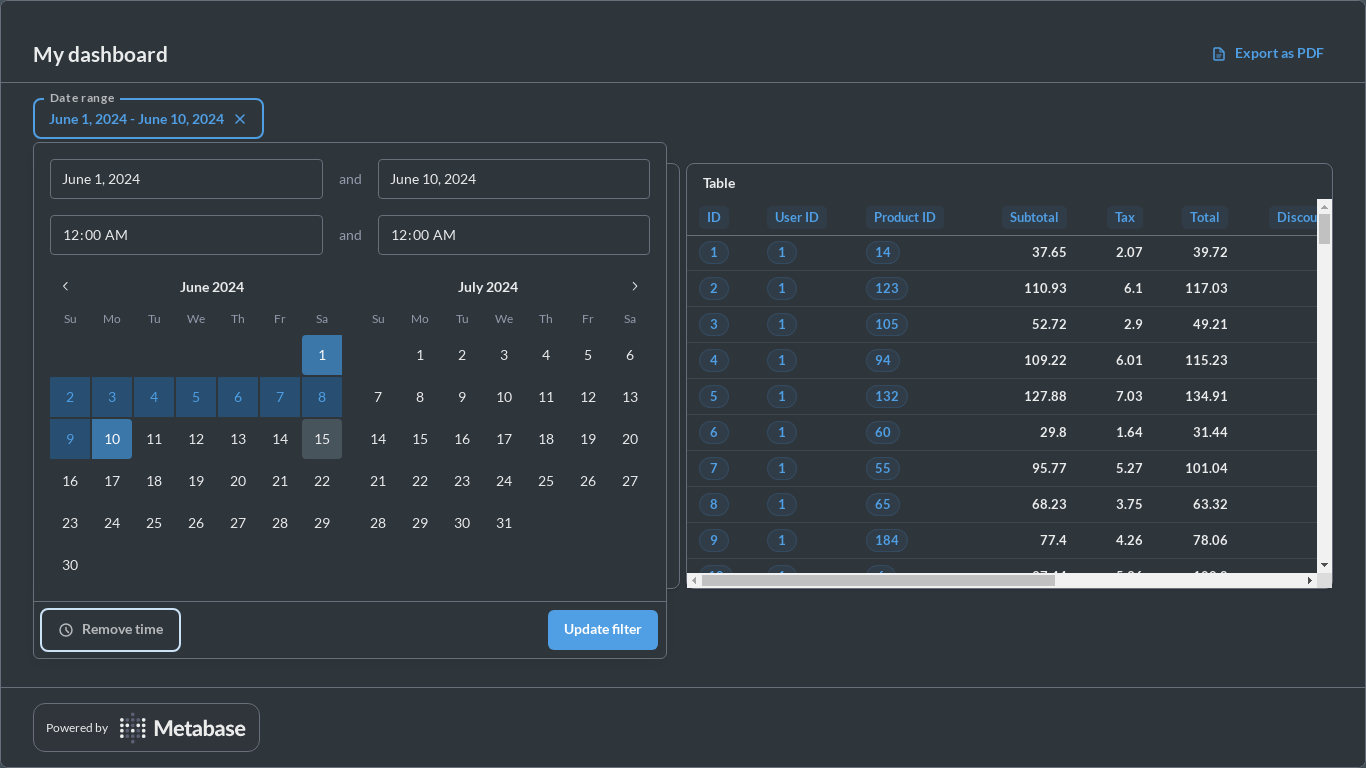 My dashboard
Export as PDF
Date range
June 1, 2024 - June 10, 2024
June 1, 2024 and June 10, 2024
12:00 AM and 12:00 AM
June 2024 July 2024
Su Mo Tu We Th Fr Sa Su Mo Tu We Th Fr Sa
1 1 2 3 4 5 6
2 3 4 5 6 7 8 7 8 9 10 11 12 13
9 10 11 12 13 14 15 14 15 16 17 18 19 20
16 17 18 19 20 21 22 21 22 23 24 25 26 27
23 24 25 26 27 28 29 28 29 30 31
30
Remove time Update filter
Table
ID User ID Product ID Subtotal Tax Total Discou
1 1 14 37.65 2.07 39.72
2 1 123 110.93 6.1 117.03
3 1 105 52.72 2.9 49.21
4 1 94 109.22 6.01 115.23
5 1 132 127.88 7.03 134.91
6 1 60 29.8 1.64 31.44
7 1 55 95.77 5.27 101.04
8 1 65 68.23 3.75 63.32
9 1 184 77.4 4.26 78.06
Powered by Metabase